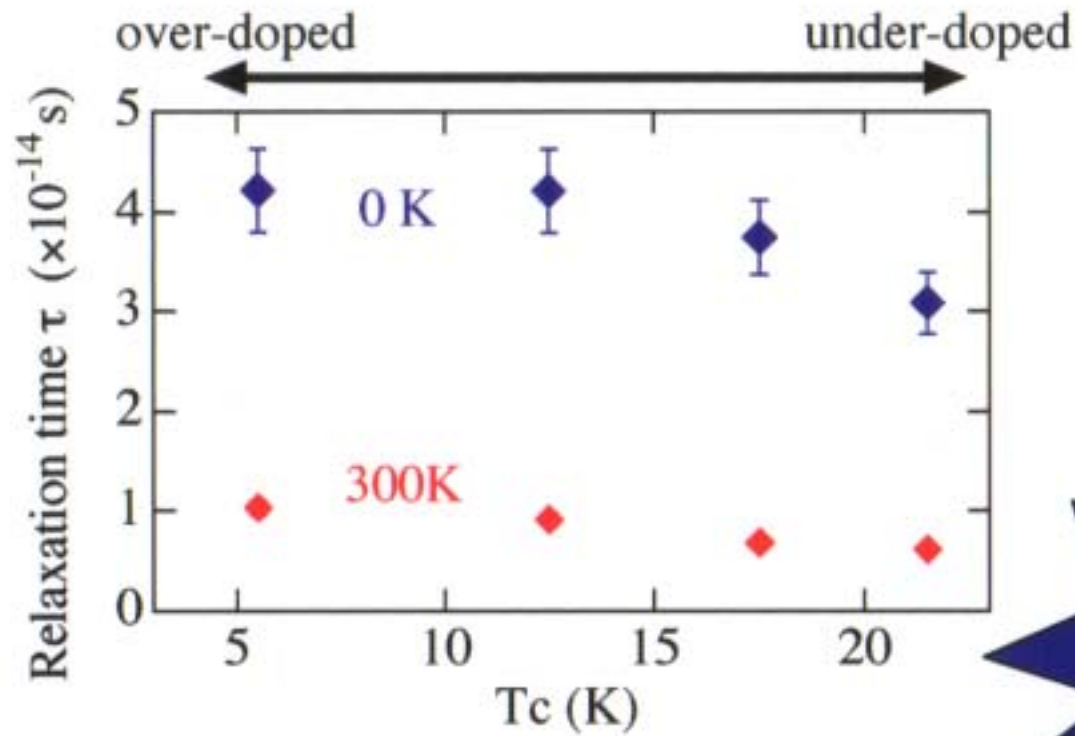 over-doped under-doped
Relaxation time τ (×10⁻¹⁴ s)
5
4
3
2
1
0
0 K
300K
5 10 15 20
Tc (K)